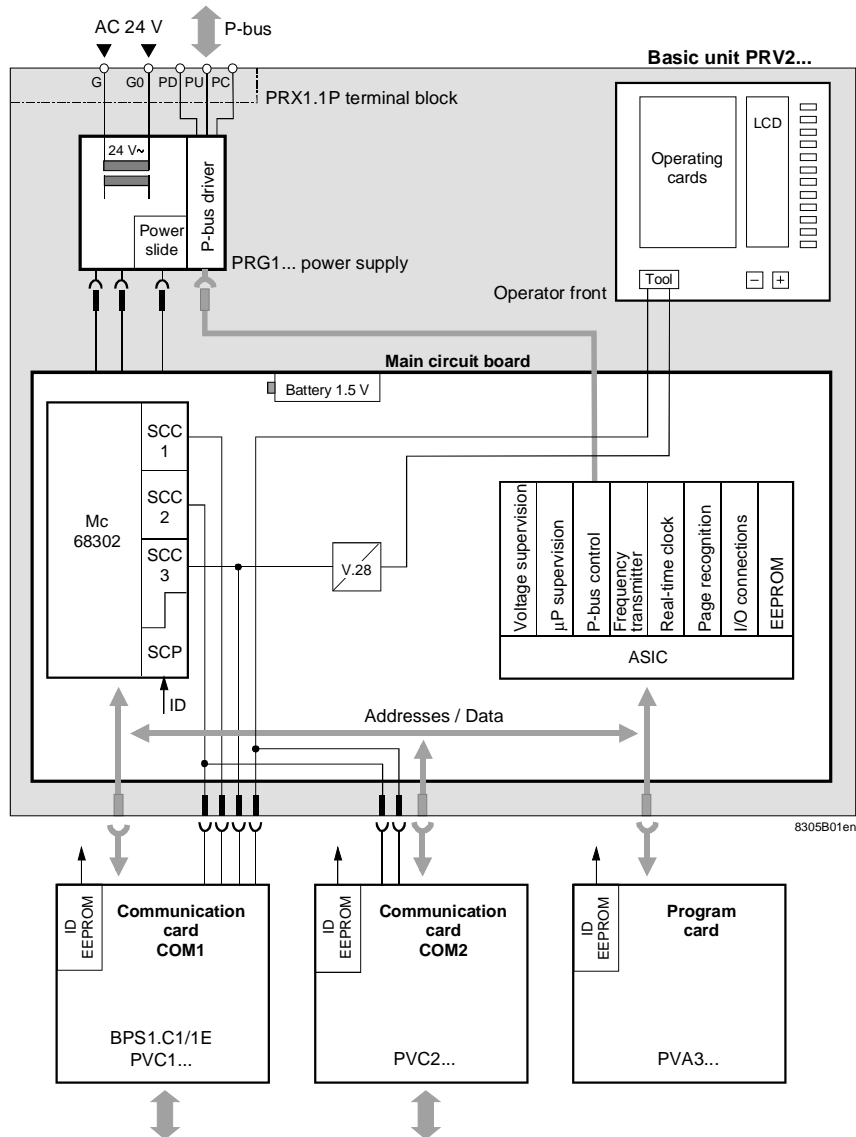 AC 24 V
P-bus
Basic unit PRV2...
G
G0
PD
PU
PC
PRX1.1P terminal block
24 V~
Power
slide
P-bus driver
PRG1... power supply
Operating
cards
LCD
Tool
− +
Operator front
Main circuit board
Battery 1.5 V
Mc
68302
SCC
1
SCC
2
SCC
3
SCP
ID
V.28
Voltage supervision
µP supervision
P-bus control
Frequency
transmitter
Real-time clock
Page recognition
I/O connections
EEPROM
ASIC
Addresses / Data
8305B01en
ID
EEPROM
Communication
card
COM1
BPS1.C1/1E
PVC1...
ID
EEPROM
Communication
card
COM2
PVC2...
ID
EEPROM
Program
card
PVA3...